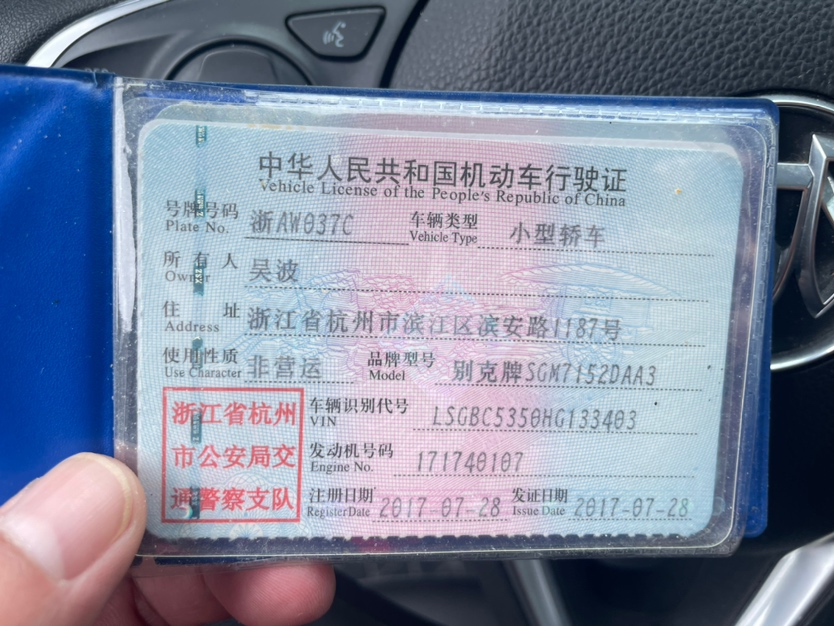 中华人民共和国机动车行驶证
Vehicle License of the People's Republic of China
号牌号码 浙AW037C 车辆类型 小型轿车
Plate No. Vehicle Type
所有人 吴波
Owner
住址 浙江省杭州市滨江区滨安路1187号
Address
使用性质 非营运 品牌型号 别克牌SGM7152DAA3
Use Character Model
浙江省杭州
市公安局交
通警察支队
车辆识别代号 LSGBC5350HG133403
VIN
发动机号码 171740107
Engine No.
注册日期 2017-07-28 发证日期 2017-07-28
Register Date Issue Date